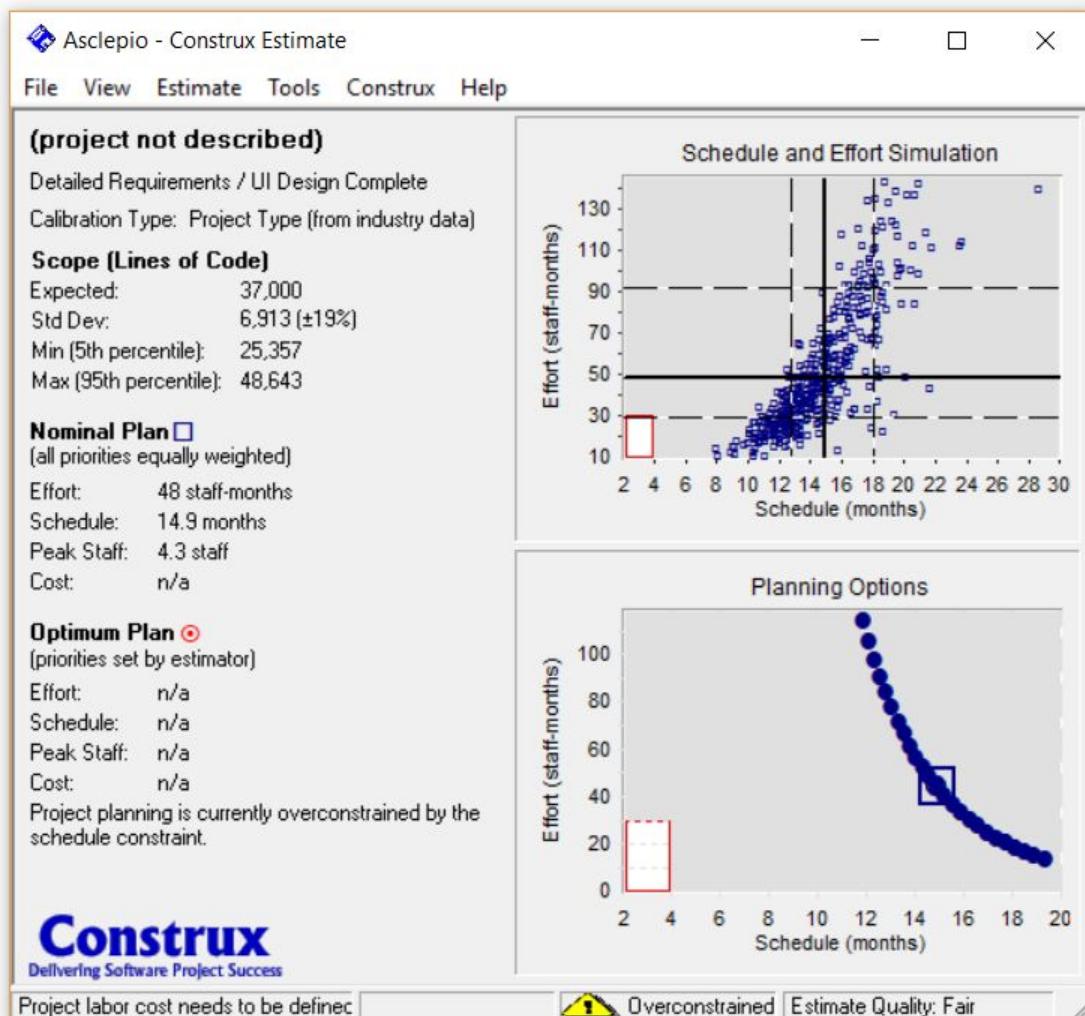 Asclepio - Construx Estimate
File View Estimate Tools Construx Help
(project not described)
Detailed Requirements / UI Design Complete
Calibration Type: Project Type (from industry data)
Scope (Lines of Code)
Expected: 37,000
Std Dev: 6,913 (±19%)
Min (5th percentile): 25,357
Max (95th percentile): 48,643
Nominal Plan
(all priorities equally weighted)
Effort: 48 staff-months
Schedule: 14.9 months
Peak Staff: 4.3 staff
Cost: n/a
Optimum Plan
(priorities set by estimator)
Effort: n/a
Schedule: n/a
Peak Staff: n/a
Cost: n/a
Project planning is currently overconstrained by the
schedule constraint.
Construx
Delivering Software Project Success
Schedule and Effort Simulation
Effort (staff-months)
130
110
90
70
50
30
10
2 4 6 8 10 12 14 16 18 20 22 24 26 28 30
Schedule (months)
Planning Options
Effort (staff-months)
100
80
60
40
20
0
2 4 6 8 10 12 14 16 18 20
Schedule (months)
Project labor cost needs to be definec
! Overconstrained
Estimate Quality: Fair